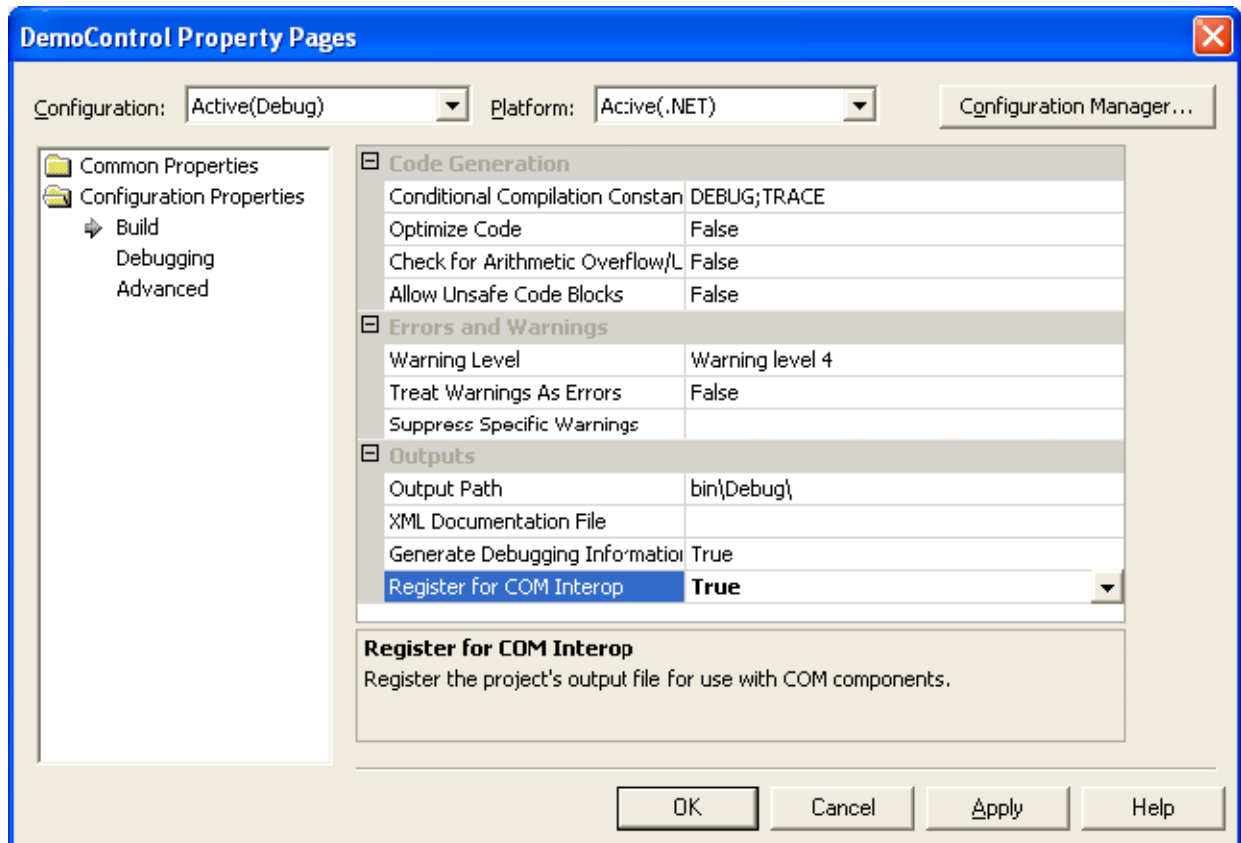 DemoControl Property Pages
Configuration: Active(Debug) Platform: Active(.NET) Configuration Manager...
Common Properties
Configuration Properties
Build
Debugging
Advanced
Code Generation
Conditional Compilation Constan DEBUG;TRACE
Optimize Code False
Check for Arithmetic Overflow/U False
Allow Unsafe Code Blocks False
Errors and Warnings
Warning Level Warning level 4
Treat Warnings As Errors False
Suppress Specific Warnings
Outputs
Output Path bin\Debug\
XML Documentation File
Generate Debugging Information True
Register for COM Interop True
Register for COM Interop
Register the project's output file for use with COM components.
OK Cancel Apply Help